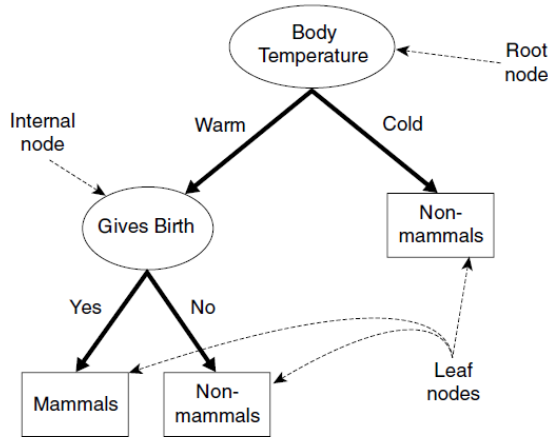 Body
Temperature
Root
node
Internal
node
Warm
Cold
Gives Birth
Non-
mammals
Yes
No
Mammals
Non-
mammals
Leaf
nodes